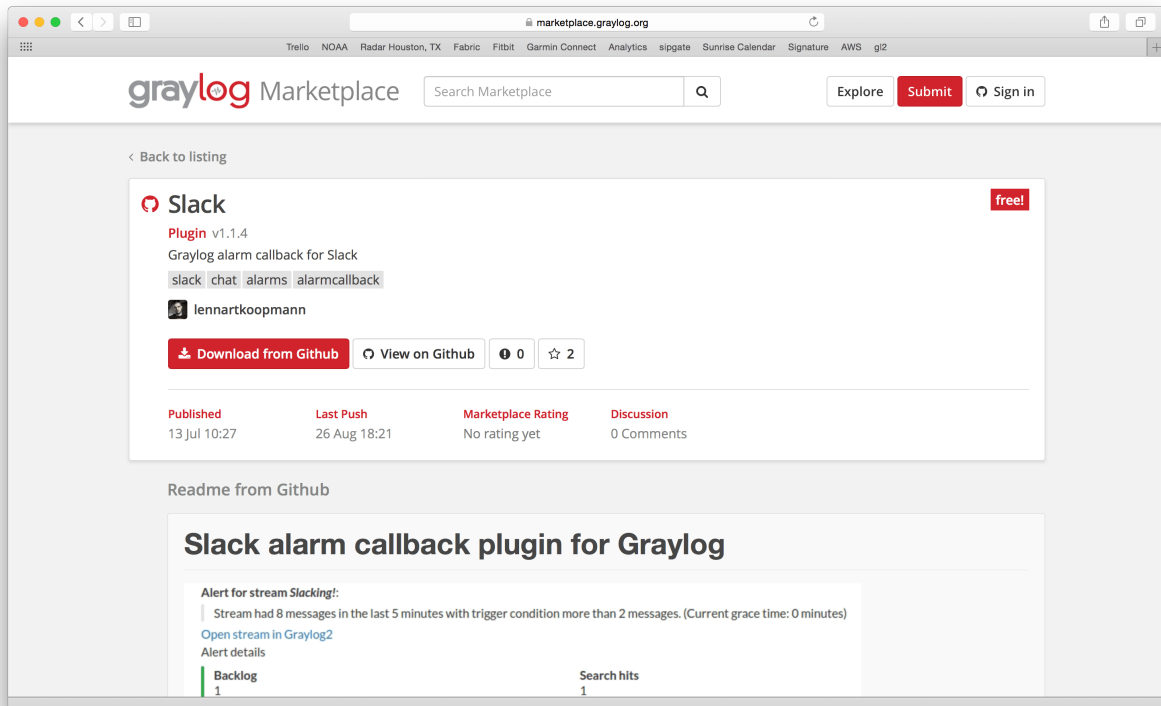 marketplace.graylog.org
Trello NOAA Radar Houston, TX Fabric Fitbit Garmin Connect Analytics sipgate Sunrise Calendar Signature AWS gl2
graylog Marketplace Search Marketplace Explore Submit Sign in
Back to listing
Slack free!
Plugin v1.1.4
Graylog alarm callback for Slack
slack chat alarms alarmcallback
lennartkoopmann
Download from Github View on Github 0 2
Published Last Push Marketplace Rating Discussion
13 Jul 10:27 26 Aug 18:21 No rating yet 0 Comments
Readme from Github
Slack alarm callback plugin for Graylog
Alert for stream Slacking!:
Stream had 8 messages in the last 5 minutes with trigger condition more than 2 messages. (Current grace time: 0 minutes)
Open stream in Graylog2
Alert details
Backlog Search hits
1 1